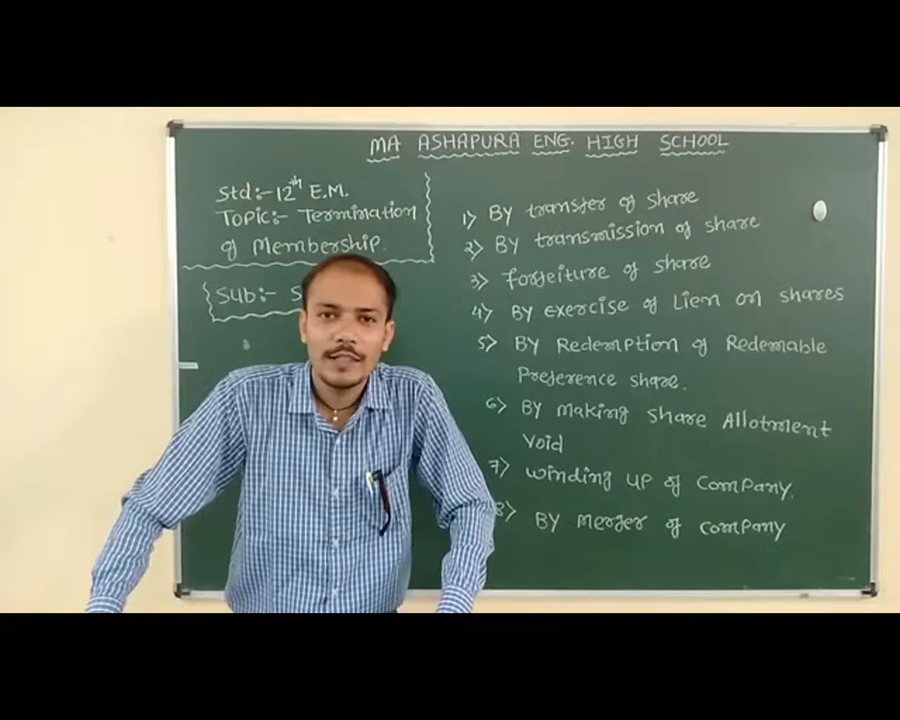 MA ASHAPURA ENG. HIGH SCHOOL
Std:- 12th E.M.
Topic:- Termination
of Membership.
Sub:- S
1) By transfer of share
2) By transmission of share
3) forfeiture of share
4) By exercise of Lien on shares
5) By Redemption of Redemable
Preference share.
6) By Making share Allotment
Void
7) winding up of company.
8) By Merger of company